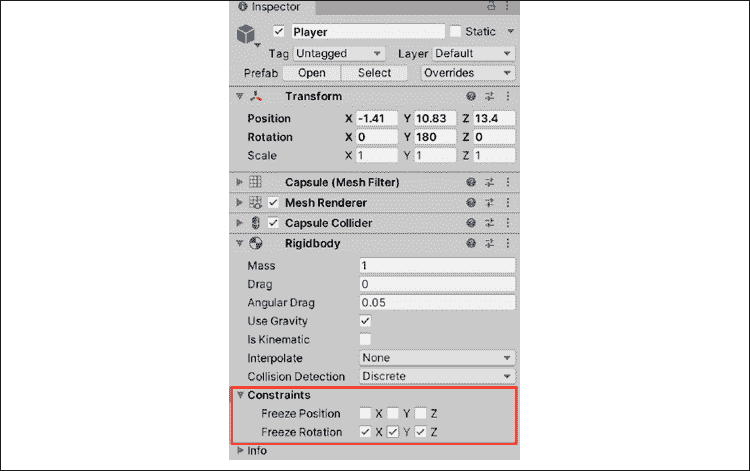 Inspector
Player Static
Tag Untagged Layer Default
Prefab Open Select Overrides
Transform
Position X -1.41 Y 10.83 Z 13.4
Rotation X 0 Y 180 Z 0
Scale X 1 Y 1 Z 1
Capsule (Mesh Filter)
Mesh Renderer
Capsule Collider
Rigidbody
Mass 1
Drag 0
Angular Drag 0.05
Use Gravity
Is Kinematic
Interpolate None
Collision Detection Discrete
Constraints
Freeze Position X Y Z
Freeze Rotation X Y Z
Info